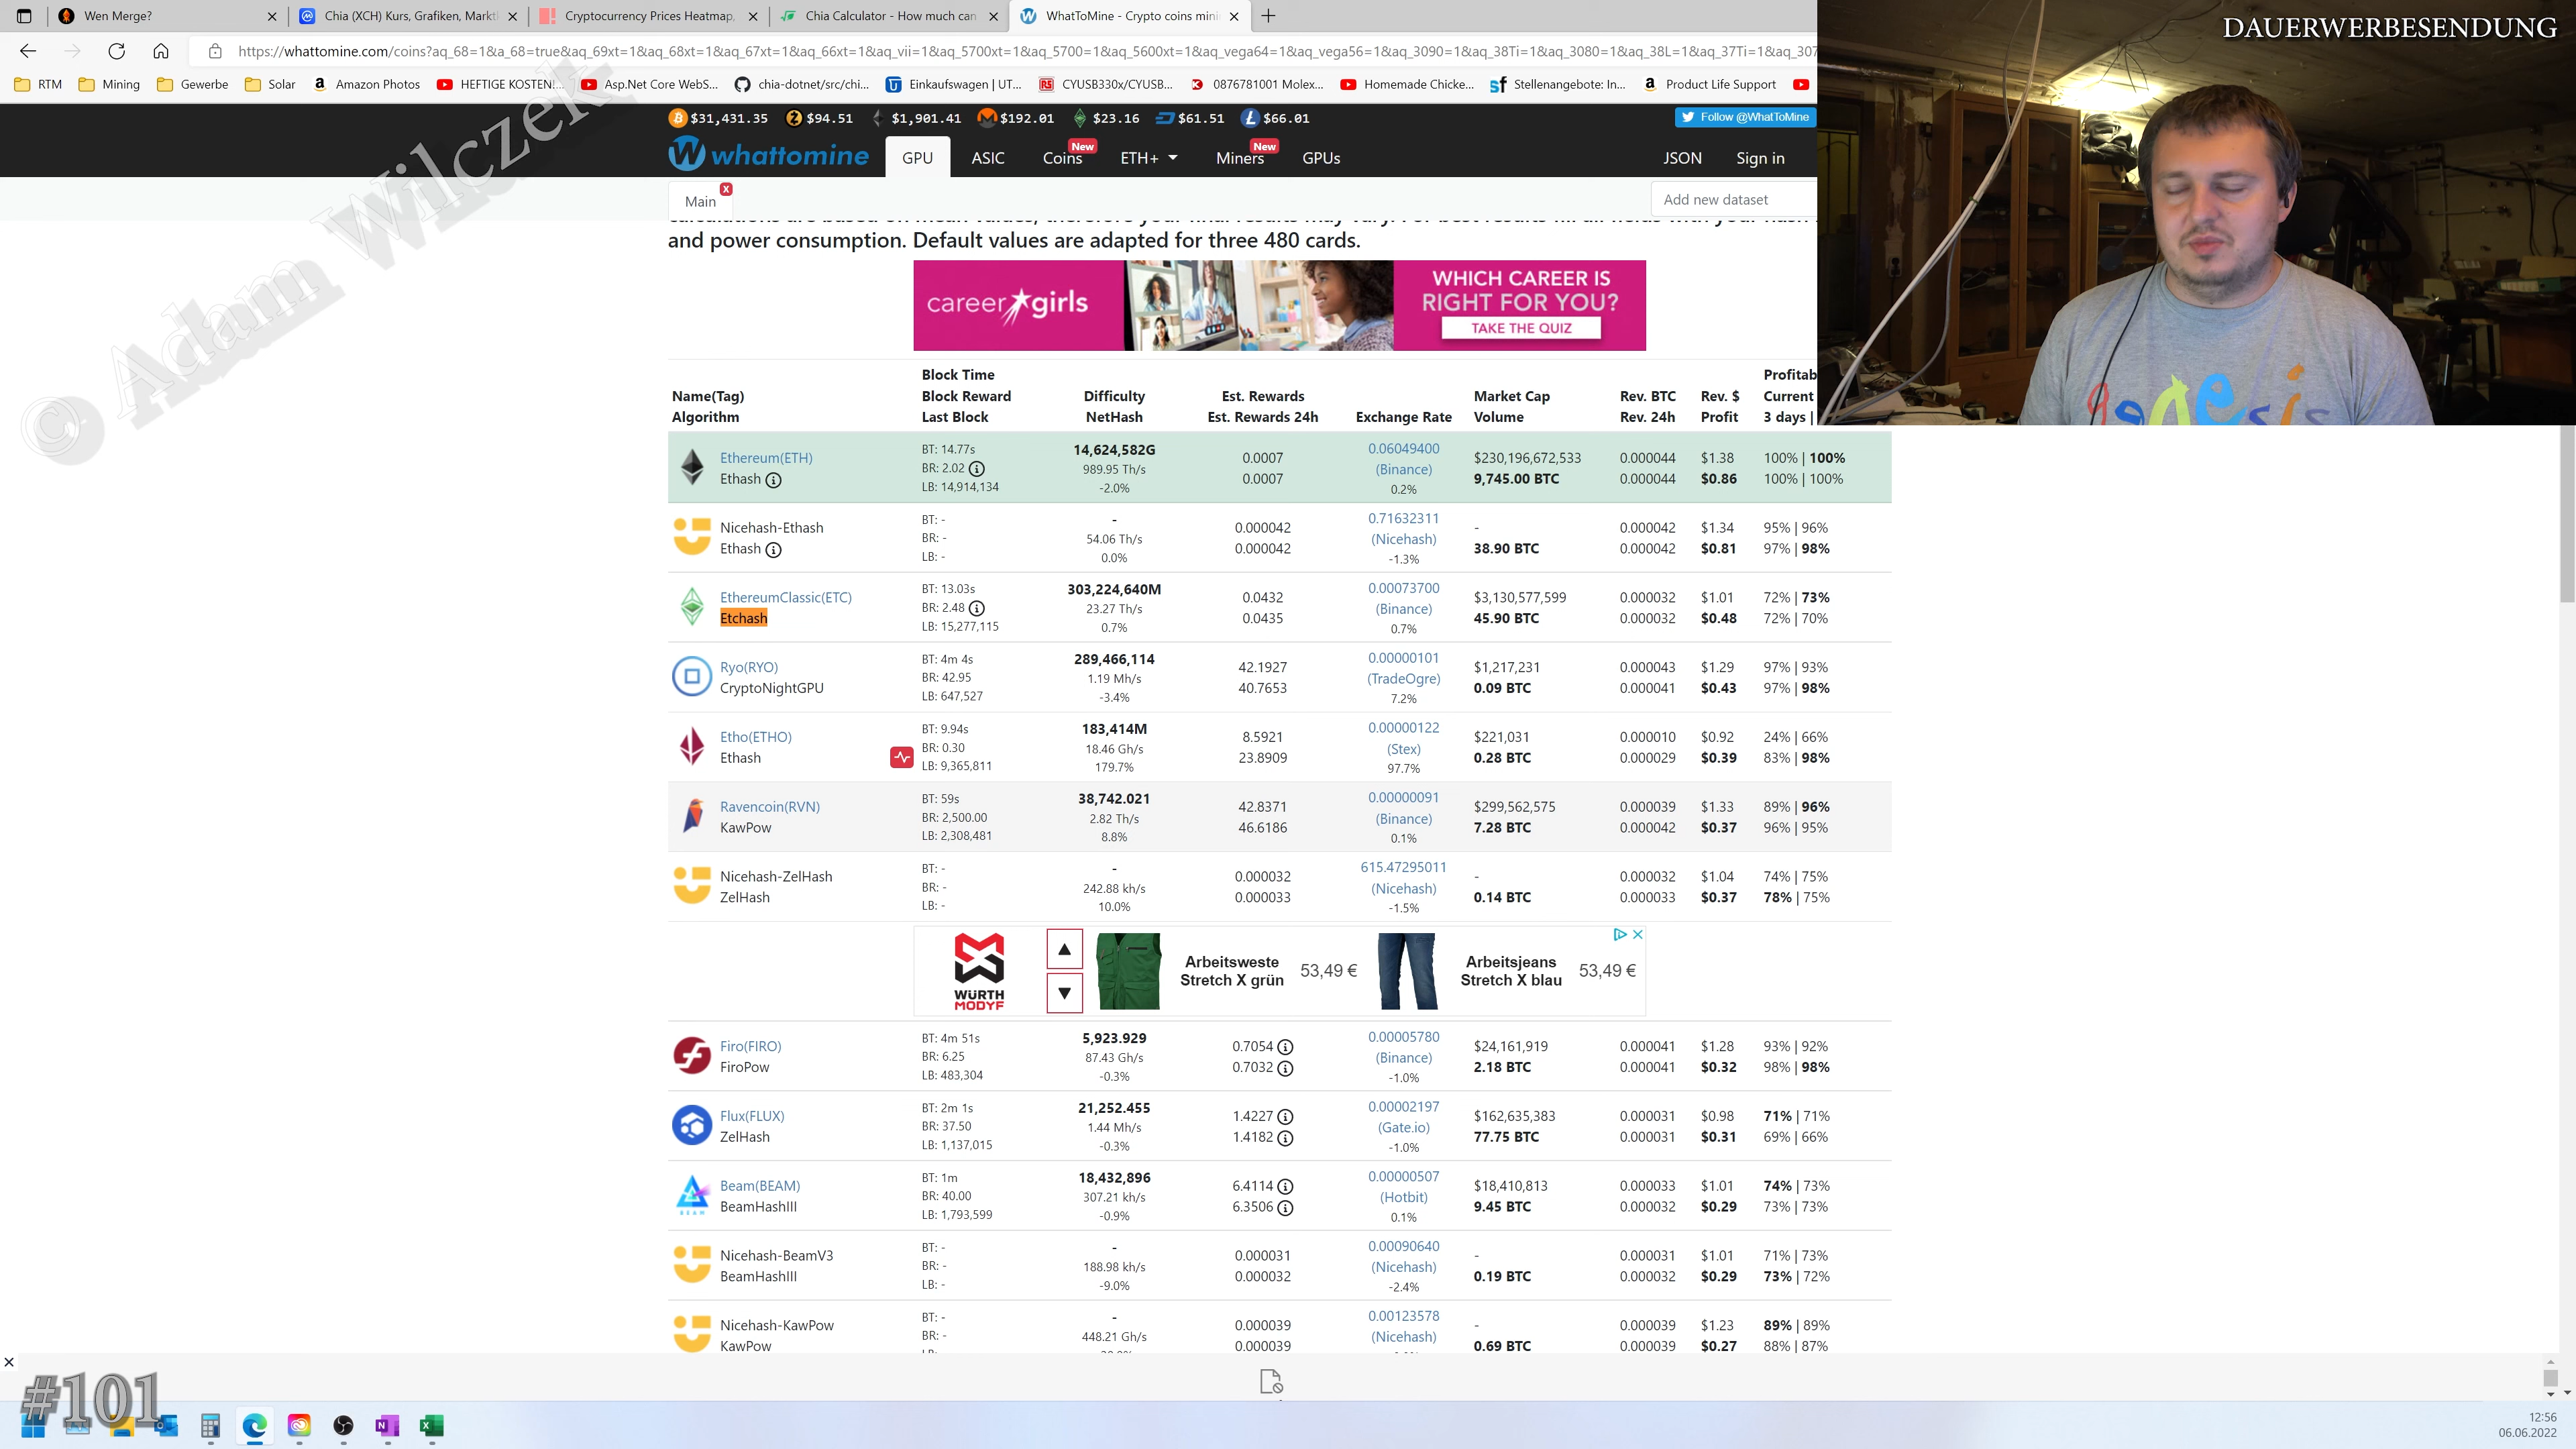 Wen Merge?
Chia (XCH) Kurs, Grafiken, Markt
Cryptocurrency Prices Heatmap,
Chia Calculator - How much can
WhatToMine - Crypto coins mini
https://whattomine.com/coins?aq_68=1&a_68=true&aq_69xt=1&aq_68xt=1&aq_67xt=1&aq_66xt=1&aq_vii=1&aq_5700xt=1&aq_5700=1&aq_5600xt=1&aq_vega64=1&aq_vega56=1&aq_3090=1&aq_38Ti=1&aq_3080=1&aq_38L=1&aq_37Ti=1&aq_307
RTM Mining Gewerbe Solar Amazon Photos HEFTIGE KOSTEN!... Asp.Net Core WebS... chia-dotnet/src/chi... Einkaufswagen | UT... CYUSB330x/CYUSB... 0876781001 Molex... Homemade Chicke... Stellenangebote: In... Product Life Support
DAUERWERBESENDUNG
$31,431.35 $94.51 $1,901.41 $192.01 $23.16 $61.51 $66.01
Follow @WhatToMine
whattomine GPU ASIC Coins New ETH+ Miners New GPUs JSON Sign in
Main x Add new dataset
and power consumption. Default values are adapted for three 480 cards.
career girls
WHICH CAREER IS
RIGHT FOR YOU?
TAKE THE QUIZ
© Adam Wilczek
Block Time Profitab
Name(Tag) Block Reward Difficulty Est. Rewards Market Cap Rev. BTC Rev. $ Current
Algorithm Last Block NetHash Est. Rewards 24h Exchange Rate Volume Rev. 24h Profit 3 days |
BT: 14.77s 14,624,582G 0.06049400
Ethereum(ETH) BR: 2.02 989.95 Th/s 0.0007 (Binance) $230,196,672,533 0.000044 $1.38 100% | 100%
Ethash LB: 14,914,134 -2.0% 0.0007 0.2% 9,745.00 BTC 0.000044 $0.86 100% | 100%
BT: - - 0.71632311
Nicehash-Ethash BR: - 54.06 Th/s 0.000042 (Nicehash) - 0.000042 $1.34 95% | 96%
Ethash LB: - 0.0% 0.000042 -1.3% 38.90 BTC 0.000042 $0.81 97% | 98%
BT: 13.03s 303,224,640M 0.00073700
EthereumClassic(ETC) BR: 2.48 23.27 Th/s 0.0432 (Binance) $3,130,577,599 0.000032 $1.01 72% | 73%
Etchash LB: 15,277,115 0.7% 0.0435 0.7% 45.90 BTC 0.000032 $0.48 72% | 70%
BT: 4m 4s 289,466,114 0.00000101
Ryo(RYO) BR: 42.95 1.19 Mh/s 42.1927 (TradeOgre) $1,217,231 0.000043 $1.29 97% | 93%
CryptoNightGPU LB: 647,527 -3.4% 40.7653 7.2% 0.09 BTC 0.000041 $0.43 97% | 98%
BT: 9.94s 183,414M 0.00000122
Etho(ETHO) BR: 0.30 18.46 Gh/s 8.5921 (Stex) $221,031 0.000010 $0.92 24% | 66%
Ethash LB: 9,365,811 179.7% 23.8909 97.7% 0.28 BTC 0.000029 $0.39 83% | 98%
BT: 59s 38,742.021 0.00000091
Ravencoin(RVN) BR: 2,500.00 2.82 Th/s 42.8371 (Binance) $299,562,575 0.000039 $1.33 89% | 96%
KawPow LB: 2,308,481 8.8% 46.6186 0.1% 7.28 BTC 0.000042 $0.37 96% | 95%
BT: - - 615.47295011
Nicehash-ZelHash BR: - 242.88 kh/s 0.000032 (Nicehash) - 0.000032 $1.04 74% | 75%
ZelHash LB: - 10.0% 0.000033 -1.5% 0.14 BTC 0.000033 $0.37 78% | 75%
WÜRTH
MODYF
Arbeitsweste
Stretch X grün 53,49 €
Arbeitsjeans
Stretch X blau 53,49 €
BT: 4m 51s 5,923.929 0.00005780
Firo(FIRO) BR: 6.25 87.43 Gh/s 0.7054 (Binance) $24,161,919 0.000041 $1.28 93% | 92%
FiroPow LB: 483,304 -0.3% 0.7032 -1.0% 2.18 BTC 0.000041 $0.32 98% | 98%
BT: 2m 1s 21,252.455 0.00002197
Flux(FLUX) BR: 37.50 1.44 Mh/s 1.4227 (Gate.io) $162,635,383 0.000031 $0.98 71% | 71%
ZelHash LB: 1,137,015 -0.3% 1.4182 -1.0% 77.75 BTC 0.000031 $0.31 69% | 66%
BT: 1m 18,432,896 0.00000507
Beam(BEAM) BR: 40.00 307.21 kh/s 6.4114 (Hotbit) $18,410,813 0.000033 $1.01 74% | 73%
BEAM BeamHashIII LB: 1,793,599 -0.9% 6.3506 0.1% 9.45 BTC 0.000032 $0.29 73% | 73%
BT: - - 0.00090640
Nicehash-BeamV3 BR: - 188.98 kh/s 0.000031 (Nicehash) - 0.000031 $1.01 71% | 73%
BeamHashIII LB: - -9.0% 0.000032 -2.4% 0.19 BTC 0.000032 $0.29 73% | 72%
BT: - - 0.00123578
Nicehash-KawPow BR: - 448.21 Gh/s 0.000039 (Nicehash) - 0.000039 $1.23 89% | 89%
KawPow 0.000039 0.69 BTC 0.000039 $0.27 88% | 87%
#101
12:56
06.06.2022
genesis